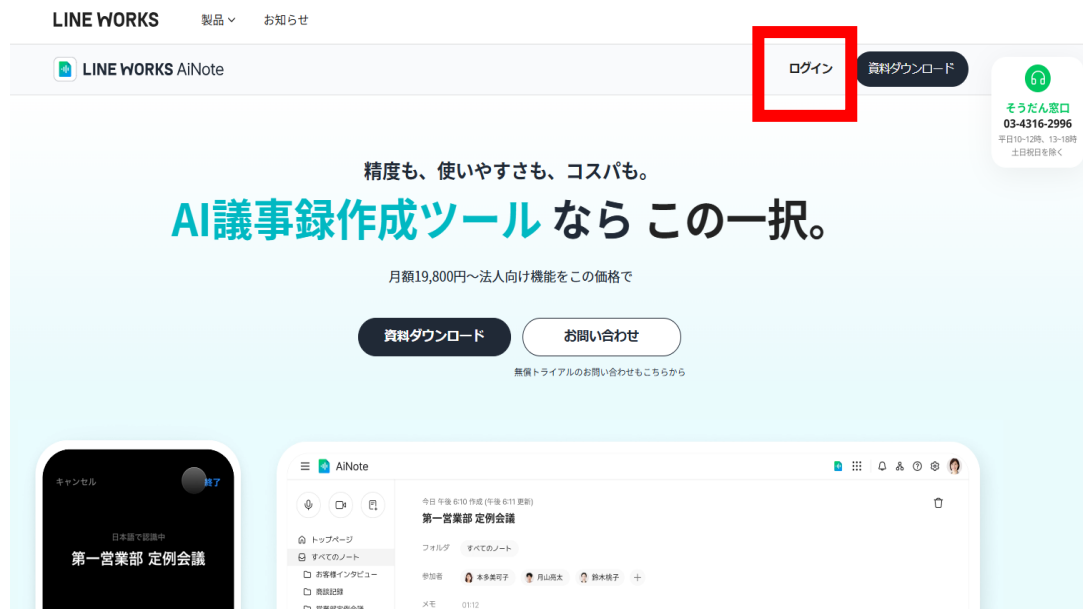 LINE WORKS 製品 お知らせ
LINE WORKS AiNote ログイン 資料ダウンロード
そうだん窓口
03-4316-2996
平日10~12時、13~18時
土日祝日を除く
精度も、使いやすさも、コスパも。
AI議事録作成ツール なら この一択。
月額19,800円〜法人向け機能をこの価格で
資料ダウンロード お問い合わせ
無償トライアルのお問い合わせもこちらから
キャンセル 終了
日本語で認識中
第一営業部 定例会議
AiNote
今日 午後 6:10 作成 (午後 6:11 更新)
第一営業部 定例会議
トップページ
フォルダ すべてのノート
すべてのノート
お客様インタビュー
参加者 本多美可子 月山亮太 鈴木桃子
商談記録
営業部定例会議
メモ 01:12